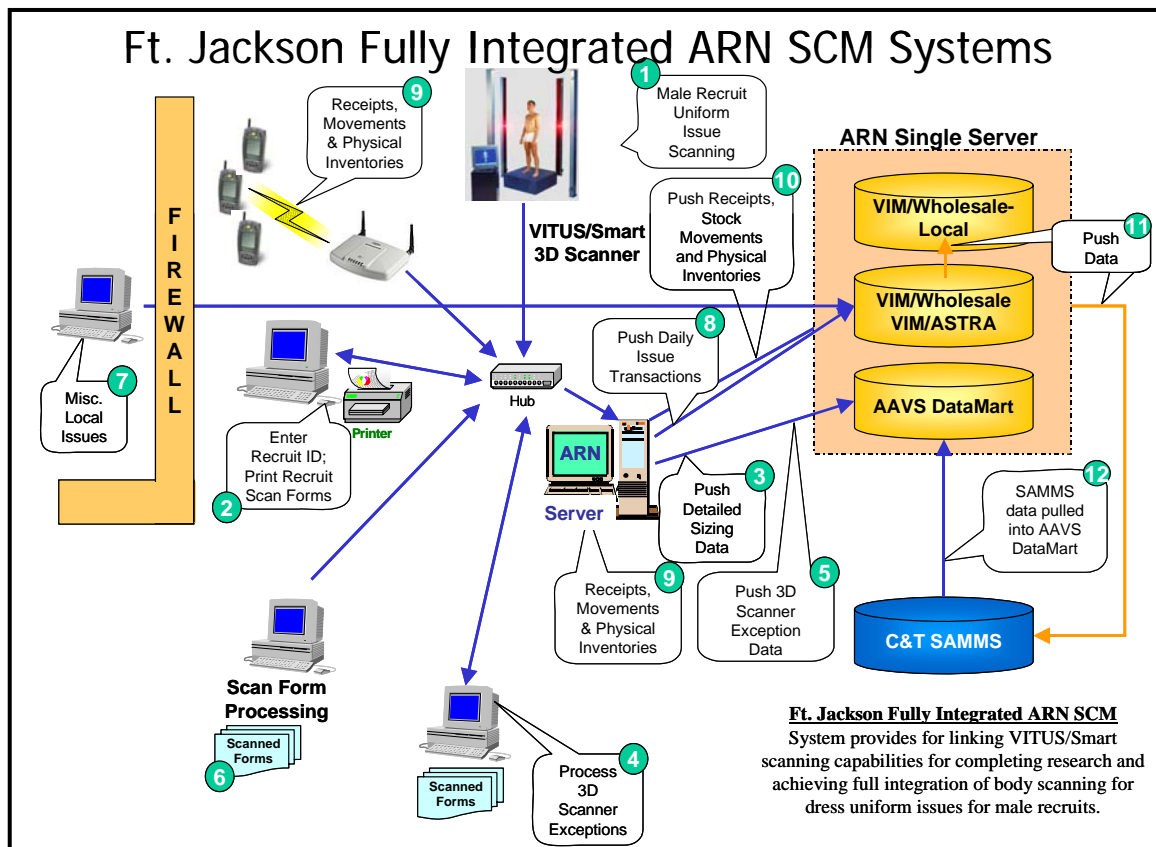 Ft. Jackson Fully Integrated ARN SCM Systems
9
Receipts,
Movements
& Physical
Inventories
1
Male Recruit
Uniform
Issue
Scanning
ARN Single Server
VIM/Wholesale-
Local
VIM/Wholesale
VIM/ASTRA
AAVS DataMart
10
Push Receipts,
Stock
Movements
and Physical
Inventories
11
Push
Data
F
I
R
E
W
A
L
L
VITUS/Smart
3D Scanner
8
Push Daily
Issue
Transactions
7
Misc.
Local
Issues
Printer
Hub
2
Enter
Recruit ID;
Print Recruit
Scan Forms
ARN
Server
3
Push
Detailed
Sizing
Data
12
SAMMS
data pulled
into AAVS
DataMart
9
Receipts,
Movements
& Physical
Inventories
5
Push 3D
Scanner
Exception
Data
C&T SAMMS
Scan Form
Processing
Scanned
Forms
6
Scanned
Forms
4
Process
3D
Scanner
Exceptions
Ft. Jackson Fully Integrated ARN SCM
System provides for linking VITUS/Smart
scanning capabilities for completing research and
achieving full integration of body scanning for
dress uniform issues for male recruits.